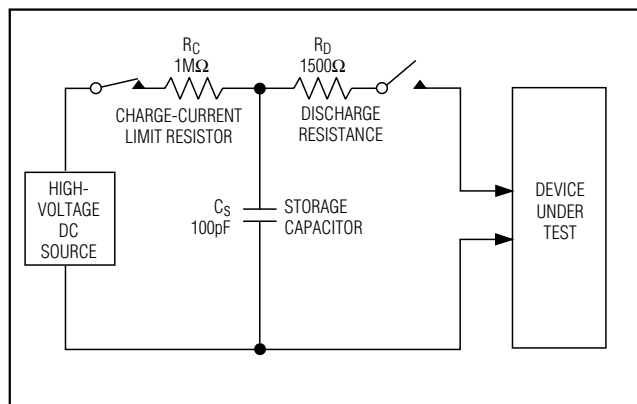 R_C
1MΩ
CHARGE-CURRENT
LIMIT RESISTOR
R_D
1500Ω
DISCHARGE
RESISTANCE
HIGH-
VOLTAGE
DC
SOURCE
C_S
100pF
STORAGE
CAPACITOR
DEVICE
UNDER
TEST